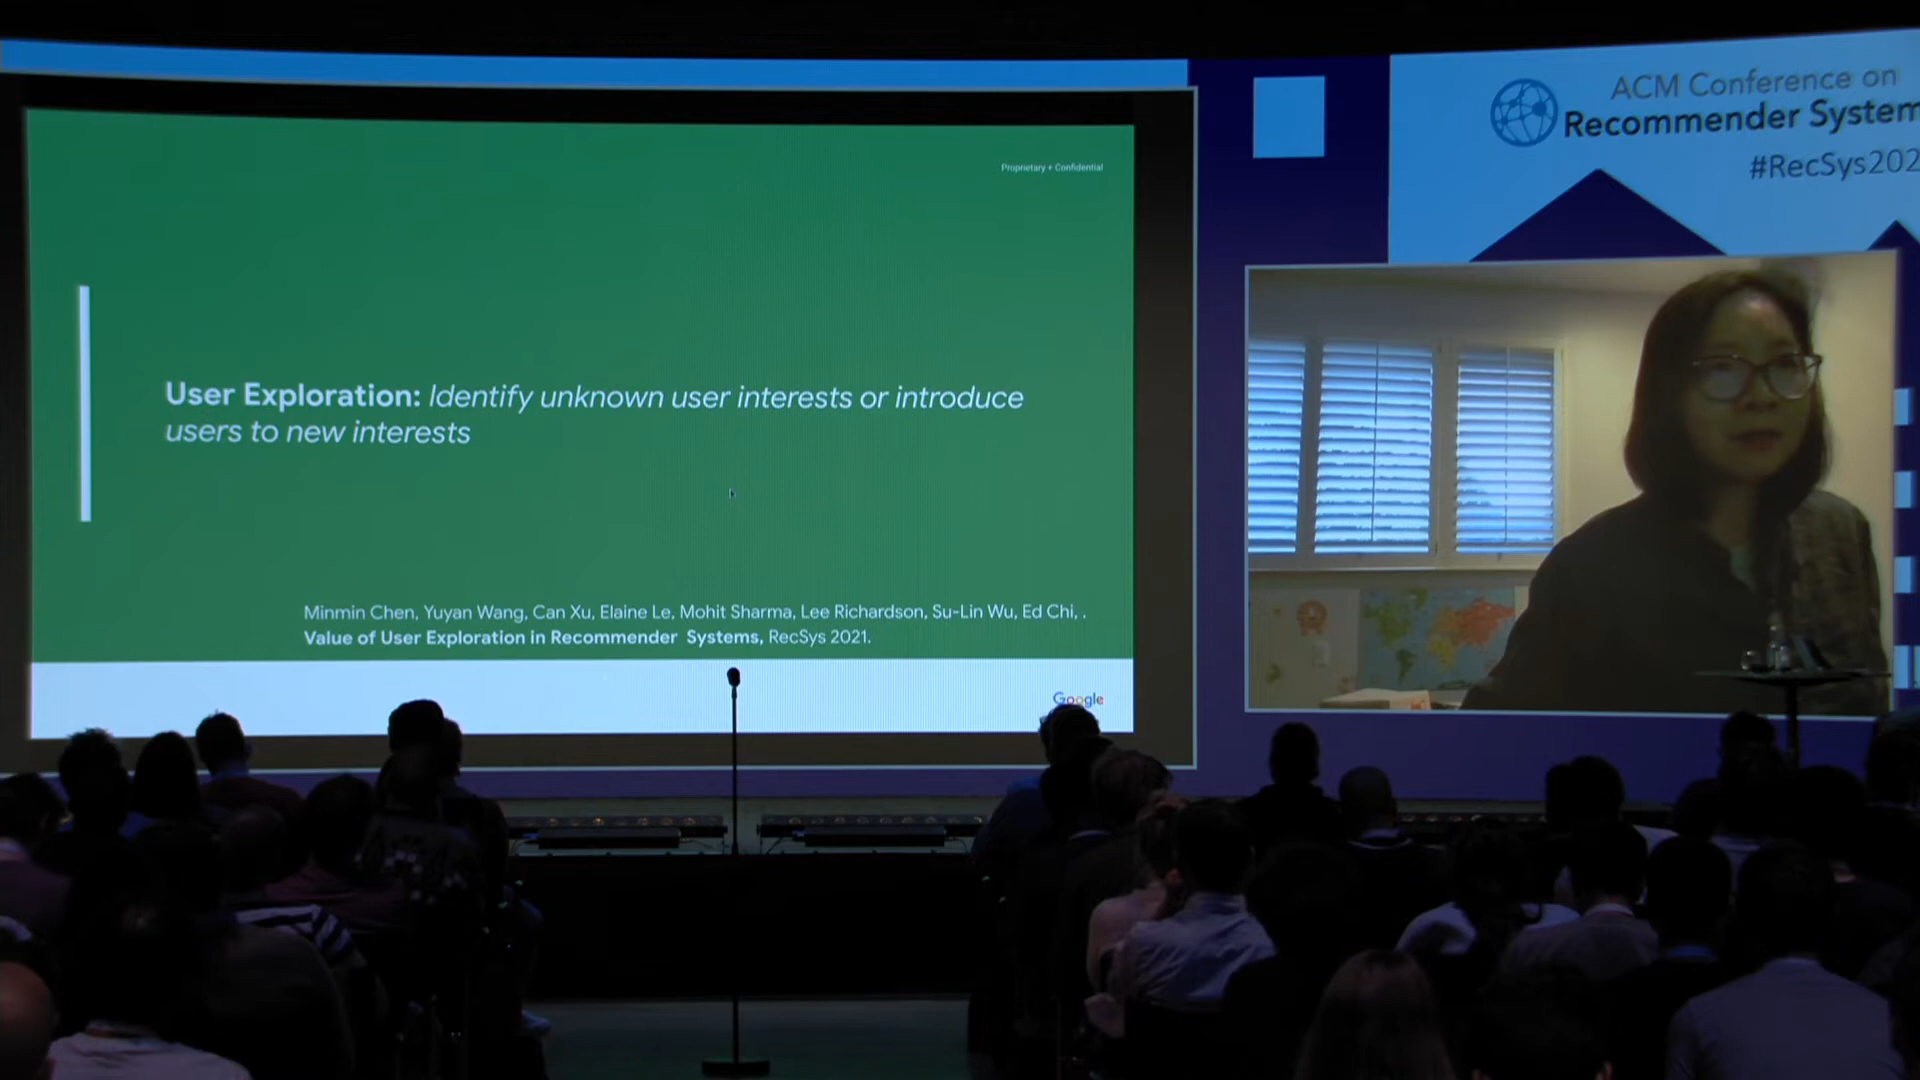 Proprietary + Confidential
User Exploration: Identify unknown user interests or introduce
users to new interests
Minmin Chen, Yuyan Wang, Can Xu, Elaine Le, Mohit Sharma, Lee Richardson, Su-Lin Wu, Ed Chi, .
Value of User Exploration in Recommender Systems, RecSys 2021.
Google
ACM Conference on
Recommender System
#RecSys202